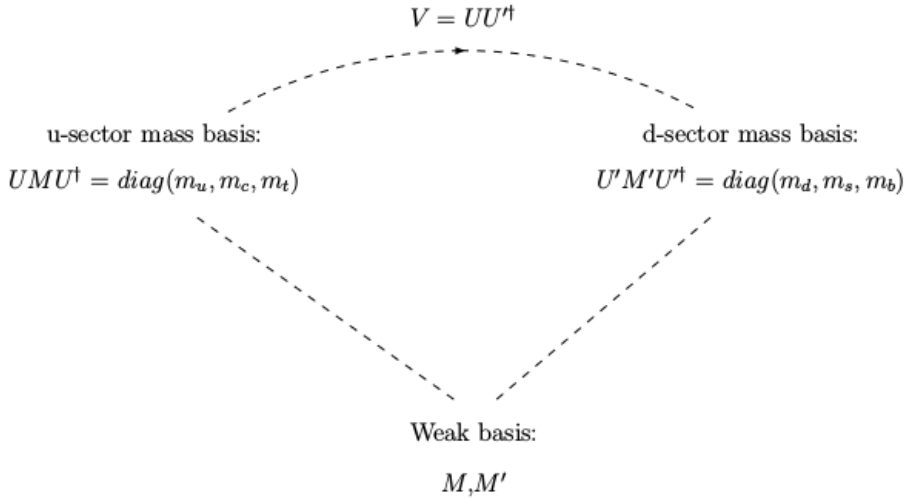 V = UU′†
u-sector mass basis:
d-sector mass basis:
UMU† = diag(m_u, m_c, m_t)
U′M′U′† = diag(m_d, m_s, m_b)
Weak basis:
M,M′